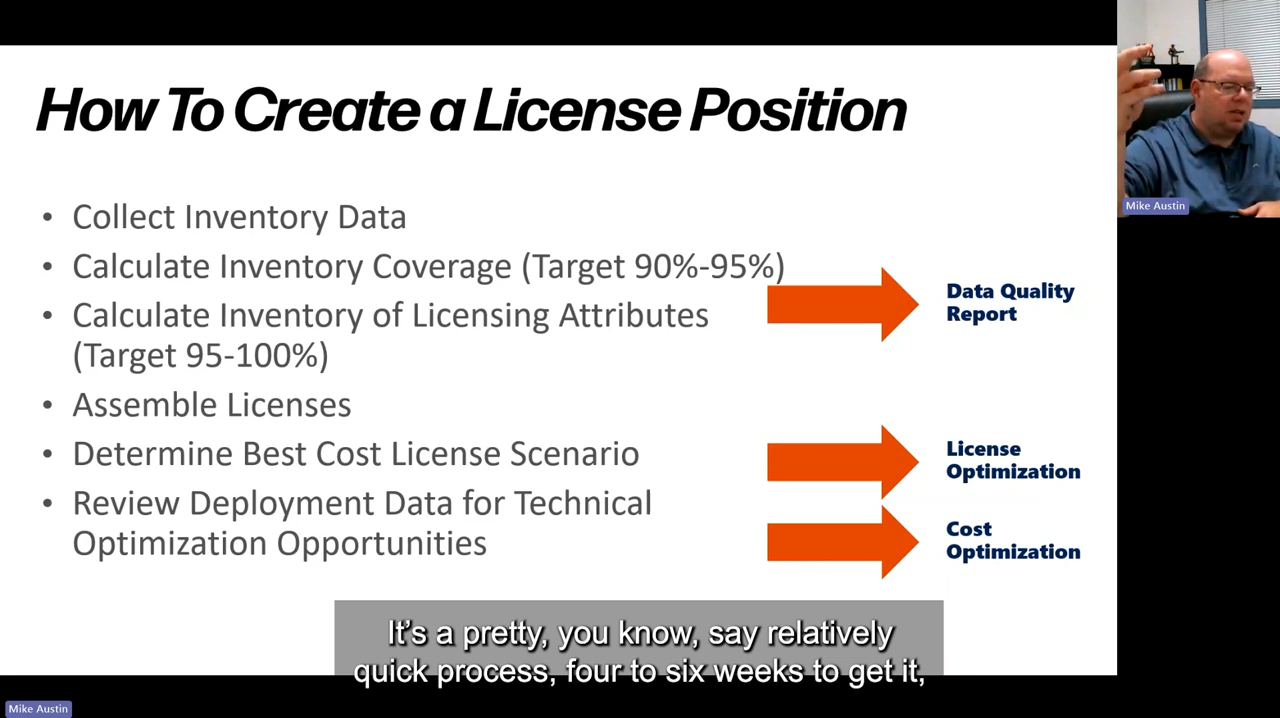 How To Create a License Position
• Collect Inventory Data
• Calculate Inventory Coverage (Target 90%-95%)
• Calculate Inventory of Licensing Attributes
(Target 95-100%)
• Assemble Licenses
• Determine Best Cost License Scenario
• Review Deployment Data for Technical
Optimization Opportunities
Data Quality
Report
License
Optimization
Cost
Optimization
It's a pretty, you know, say relatively
quick process, four to six weeks to get it,
Mike Austin
Mike Austin